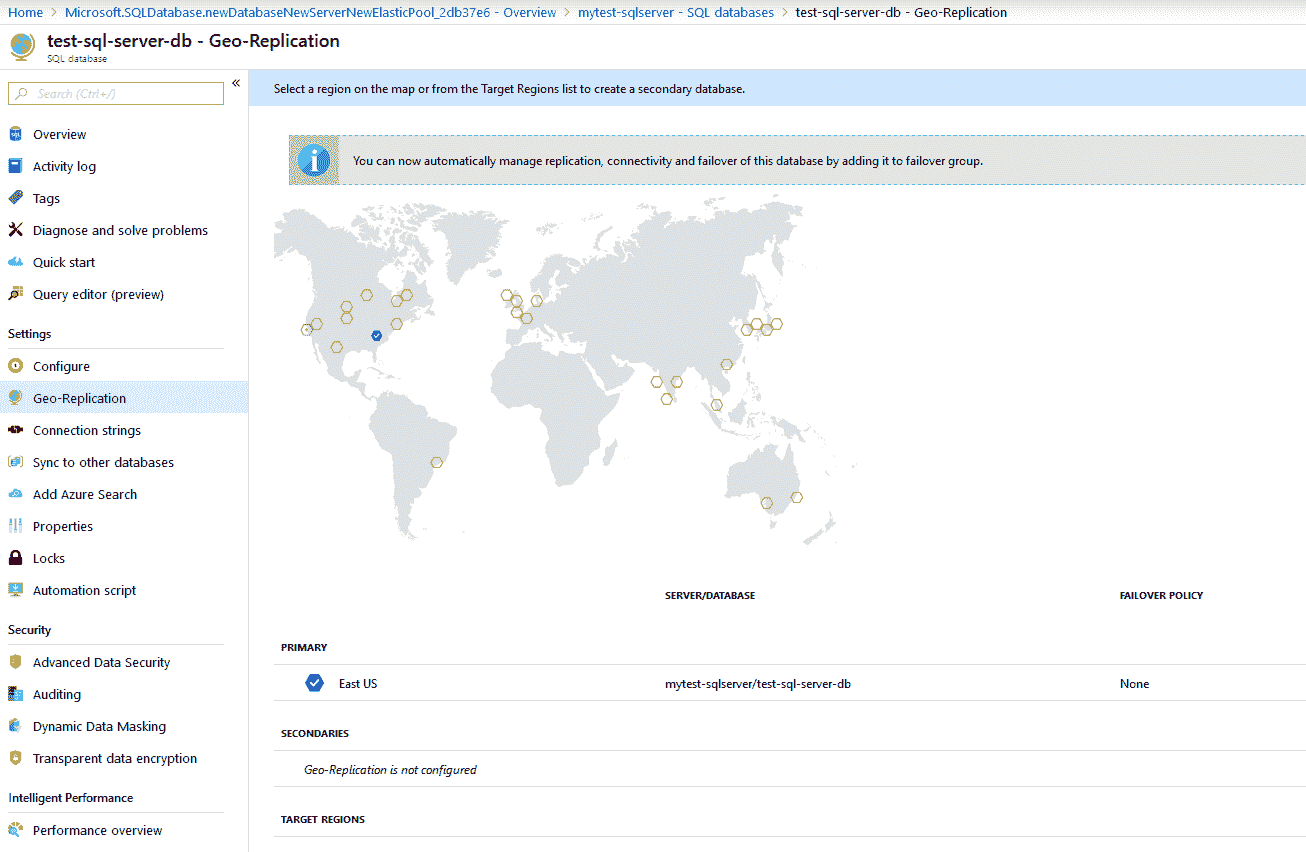 Home > Microsoft.SQLDatabase.newDatabaseNewServerNewElasticPool_2db37e6 - Overview > mytest-sqlserver - SQL databases > test-sql-server-db - Geo-Replication
test-sql-server-db - Geo-Replication
SQL database
Search (Ctrl+/)
«
Overview
Activity log
Tags
Diagnose and solve problems
Quick start
Query editor (preview)
Settings
Configure
Geo-Replication
Connection strings
Sync to other databases
Add Azure Search
Properties
Locks
Automation script
Security
Advanced Data Security
Auditing
Dynamic Data Masking
Transparent data encryption
Intelligent Performance
Performance overview
Select a region on the map or from the Target Regions list to create a secondary database.
You can now automatically manage replication, connectivity and failover of this database by adding it to failover group.
SERVER/DATABASE FAILOVER POLICY
PRIMARY
East US mytest-sqlserver/test-sql-server-db None
SECONDARIES
Geo-Replication is not configured
TARGET REGIONS